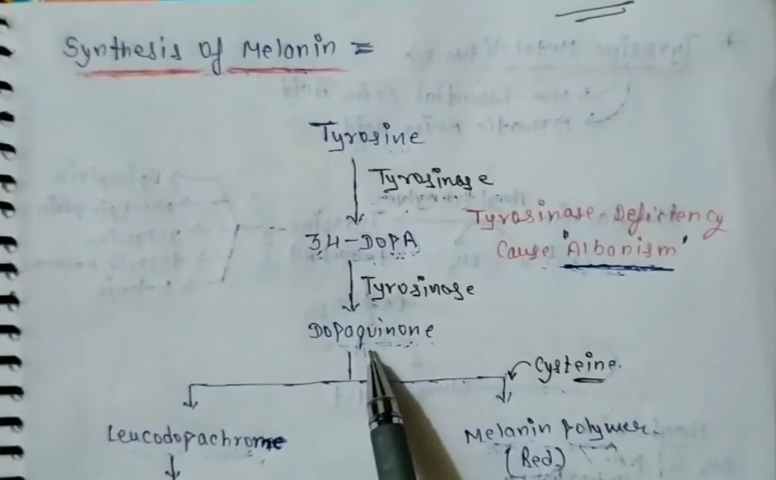 Synthesis of Melonin =
Tyrosine
Tyrosinase
3,4-DOPA
Tyrosinase Deficiency
Cause "Albonism"
Tyrosinase
Dopaquinone
Cysteine.
Leucodopachrome
Melanin polymer.
(Red)